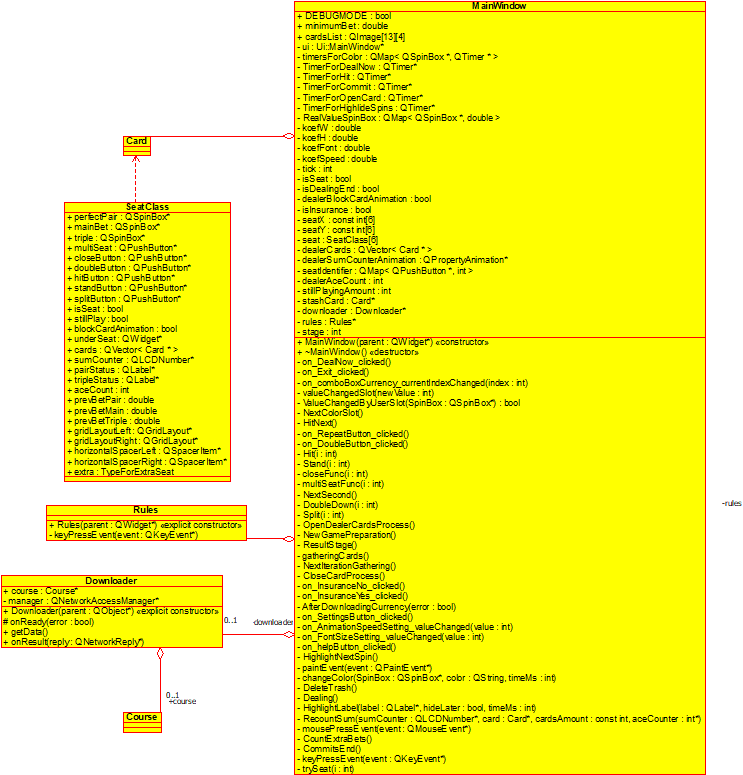 MainWindow
+ DEBUGMODE : bool
+ minimumBet : double
+ cardsList : QImage[13][4]
- ui : Ui::MainWindow*
- timersForColor : QMap< QSpinBox *, QTimer * >
- TimerForDealNow : QTimer*
- TimerForHit : QTimer*
- TimerForCommit : QTimer*
- TimerForOpenCard : QTimer*
- TimerForHighlideSpins : QTimer*
- RealValueSpinBox : QMap< QSpinBox *, double >
- koefW : double
- koefH : double
- koefFont : double
- koefSpeed : double
- tick : int
- isSeat : bool
- isDealingEnd : bool
- dealerBlockCardAnimation : bool
- isInsurance : bool
- seatX : const int[6]
- seatY : const int[6]
- seat : SeatClass[6]
- dealerCards : QVector< Card * >
- dealerSumCounterAnimation : QPropertyAnimation*
- seatIdentifier : QMap< QPushButton *, int >
- dealerAceCount : int
- stillPlayingAmount : int
- stashCard : Card*
- downloader : Downloader*
- rules : Rules*
- stage : int
+ MainWindow(parent : QWidget*) «constructor»
+ ~MainWindow() «destructor»
- on_DealNow_clicked()
- on_Exit_clicked()
- on_comboBoxCurrency_currentIndexChanged(index : int)
- valueChangedSlot(newValue : int)
- ValueChangedByUserSlot(SpinBox : QSpinBox*) : bool
- NextColorSlot()
- HitNext()
- on_RepeatButton_clicked()
- on_DoubleButton_clicked()
- Hit(i : int)
- Stand(i : int)
- closeFunc(i : int)
- multiSeatFunc(i : int)
- NextSecond()
- DoubleDown(i : int)
- Split(i : int)
- OpenDealerCardsProcess()
- NewGamePreparation()
- ResultStage()
- gatheringCards()
- NextIterationGathering()
- CloseCardProcess()
- on_InsuranceNo_clicked()
- on_InsuranceYes_clicked()
- AfterDownloadingCurrency(error : bool)
- on_SettingsButton_clicked()
- on_AnimationSpeedSetting_valueChanged(value : int)
- on_FontSizeSetting_valueChanged(value : int)
- on_helpButton_clicked()
- HighlightNextSpin()
- paintEvent(event : QPaintEvent*)
- changeColor(SpinBox : QSpinBox*, color : QString, timeMs : int)
- DeleteTrash()
- Dealing()
- HighlightLabel(label : QLabel*, hideLater : bool, timeMs : int)
- RecountSum(sumCounter : QLCDNumber*, card : Card*, cardsAmount : const int, aceCounter : int*)
- mousePressEvent(event : QMouseEvent*)
- CountExtraBets()
- CommitsEnd()
- keyPressEvent(event : QKeyEvent*)
- trySeat(i : int)
Card
SeatClass
+ perfectPair : QSpinBox*
+ mainBet : QSpinBox*
+ triple : QSpinBox*
+ multiSeat : QPushButton*
+ closeButton : QPushButton*
+ doubleButton : QPushButton*
+ hitButton : QPushButton*
+ standButton : QPushButton*
+ splitButton : QPushButton*
+ isSeat : bool
+ stillPlay : bool
+ blockCardAnimation : bool
+ underSeat : QWidget*
+ cards : QVector< Card * >
+ sumCounter : QLCDNumber*
+ pairStatus : QLabel*
+ tripleStatus : QLabel*
+ aceCount : int
+ prevBetPair : double
+ prevBetMain : double
+ prevBetTriple : double
+ gridLayoutLeft : QGridLayout*
+ gridLayoutRight : QGridLayout*
+ horizontalSpacerLeft : QSpacerItem*
+ horizontalSpacerRight : QSpacerItem*
+ extra : TypeForExtraSeat
Rules
+ Rules(parent : QWidget*) «explicit constructor»
- keyPressEvent(event : QKeyEvent*)
-rules
Downloader
+ course : Course*
- manager : QNetworkAccessManager*
+ Downloader(parent : QObject*) «explicit constructor»
# onReady(error : bool)
+ getData()
+ onResult(reply : QNetworkReply*)
0..1
-downloader
0..1
+course
Course